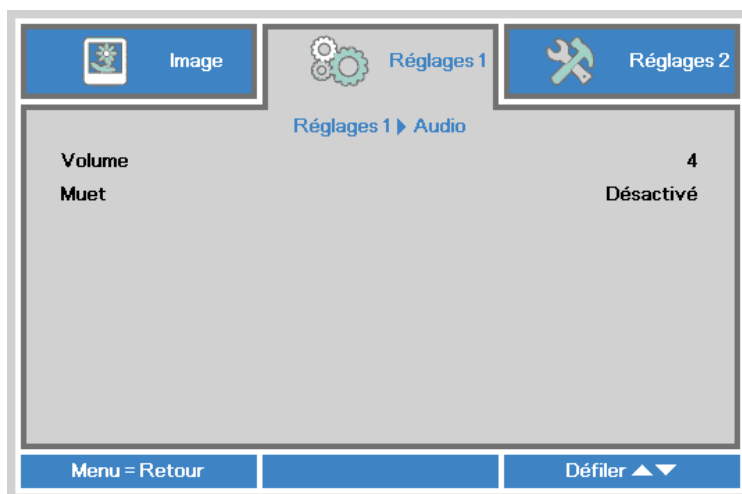 Image
Réglages 1
Réglages 2
Réglages 1 ▶ Audio
Volume 4
Muet Désactivé
Menu = Retour
Défiler ▲▼